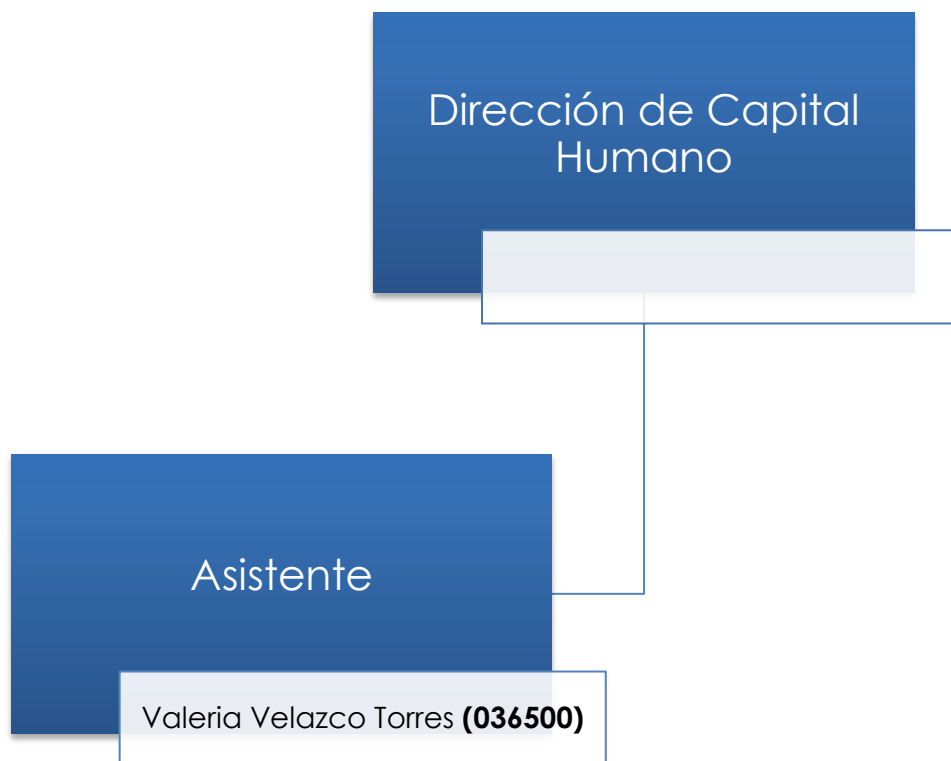 Dirección de Capital
Humano
Asistente
Valeria Velazco Torres (036500)